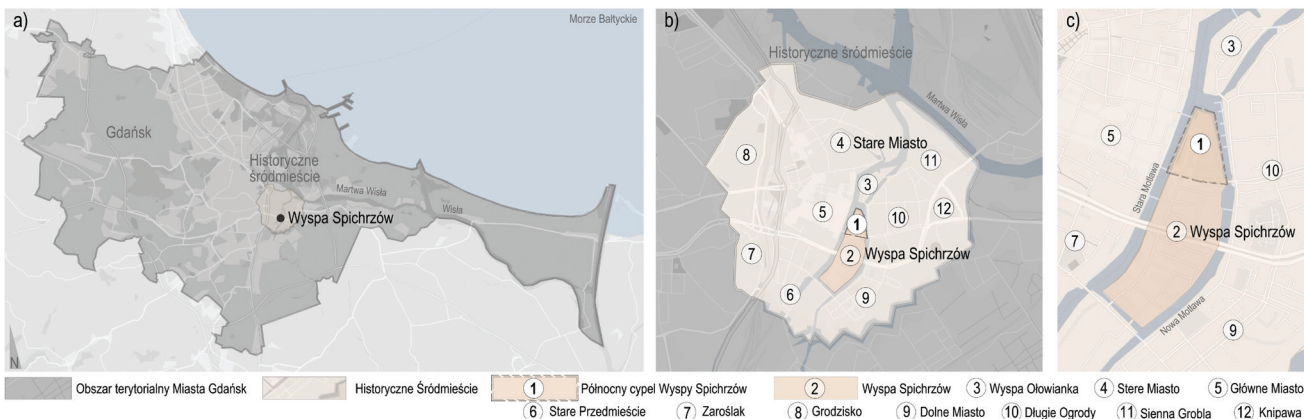 a)
Morze Bałtyckie
Gdańsk
Historyczne
śródmieście
Martwa Wisła
Wisła
Wyspa Spichrzów
N
b)
Historyczne śródmieście
Martwa Wisła
4 Stare Miasto
8
11
3
5
10
12
1
2 Wyspa Spichrzów
7
6
9
c)
3
1
5
10
Stara Motława
2 Wyspa Spichrzów
7
Nowa Motława
9
Obszar terytorialny Miasta Gdańsk Historyczne Śródmieście 1 Północny cypel Wyspy Spichrzów 2 Wyspa Spichrzów 3 Wyspa Ołowianka 4 Stere Miasto 5 Główne Miasto
6 Stare Przedmieście 7 Zaroślak 8 Grodzisko 9 Dolne Miasto 10 Długie Ogrody 11 Sienna Grobla 12 Knipawa